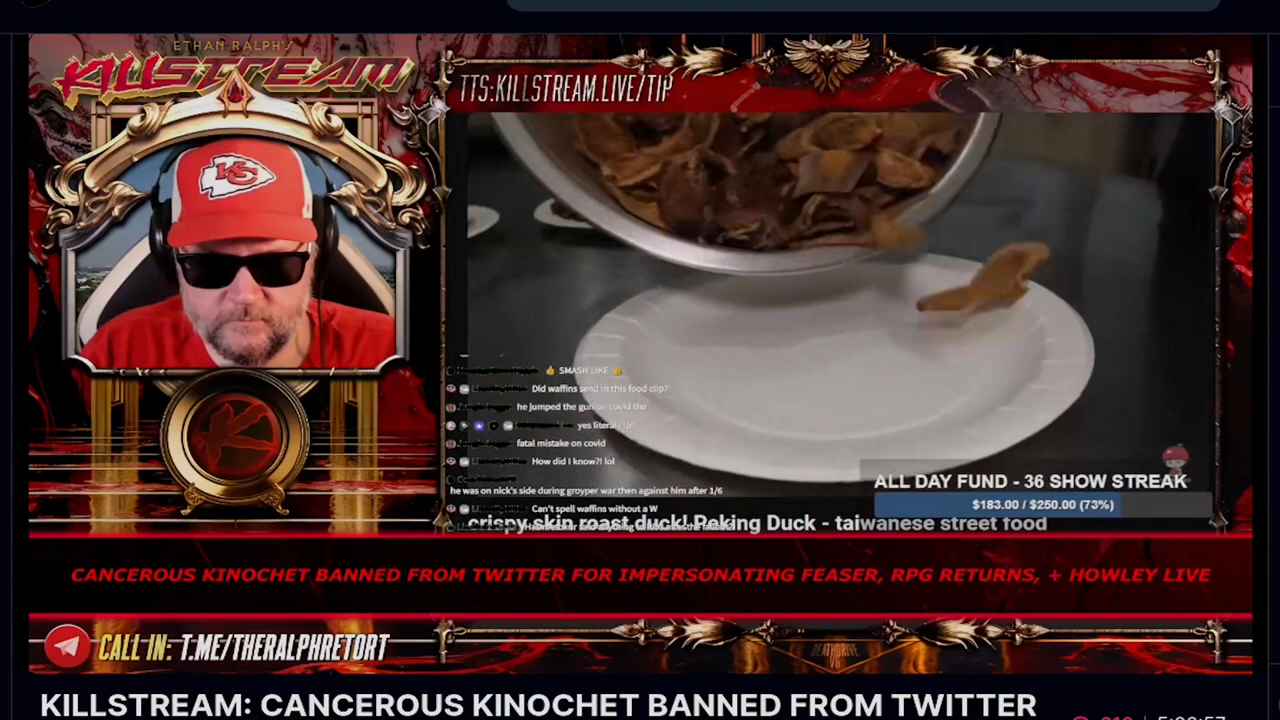 ETHAN RALPH'S
KILLSTREAM
TTS:KILLSTREAM.LIVE/TIP
KC
👍 SMASH LIKE 👍
Did waffins send in this food clip?
he jumped the gun on covid tho
yes literally lol
fatal mistake on covid
How did I know?! lol
he was on nick's side during groyper war then against him after 1/6
Can't spell waffins without a W
ALL DAY FUND - 36 SHOW STREAK
$183.00 / $250.00 (73%)
crispy skin roast duck! Peking Duck - taiwanese street food
CANCEROUS KINOCHET BANNED FROM TWITTER FOR IMPERSONATING FEASER, RPG RETURNS, + HOWLEY LIVE
CALL IN: T.ME/THERALPHRETORT
KILLSTREAM: CANCEROUS KINOCHET BANNED FROM TWITTER